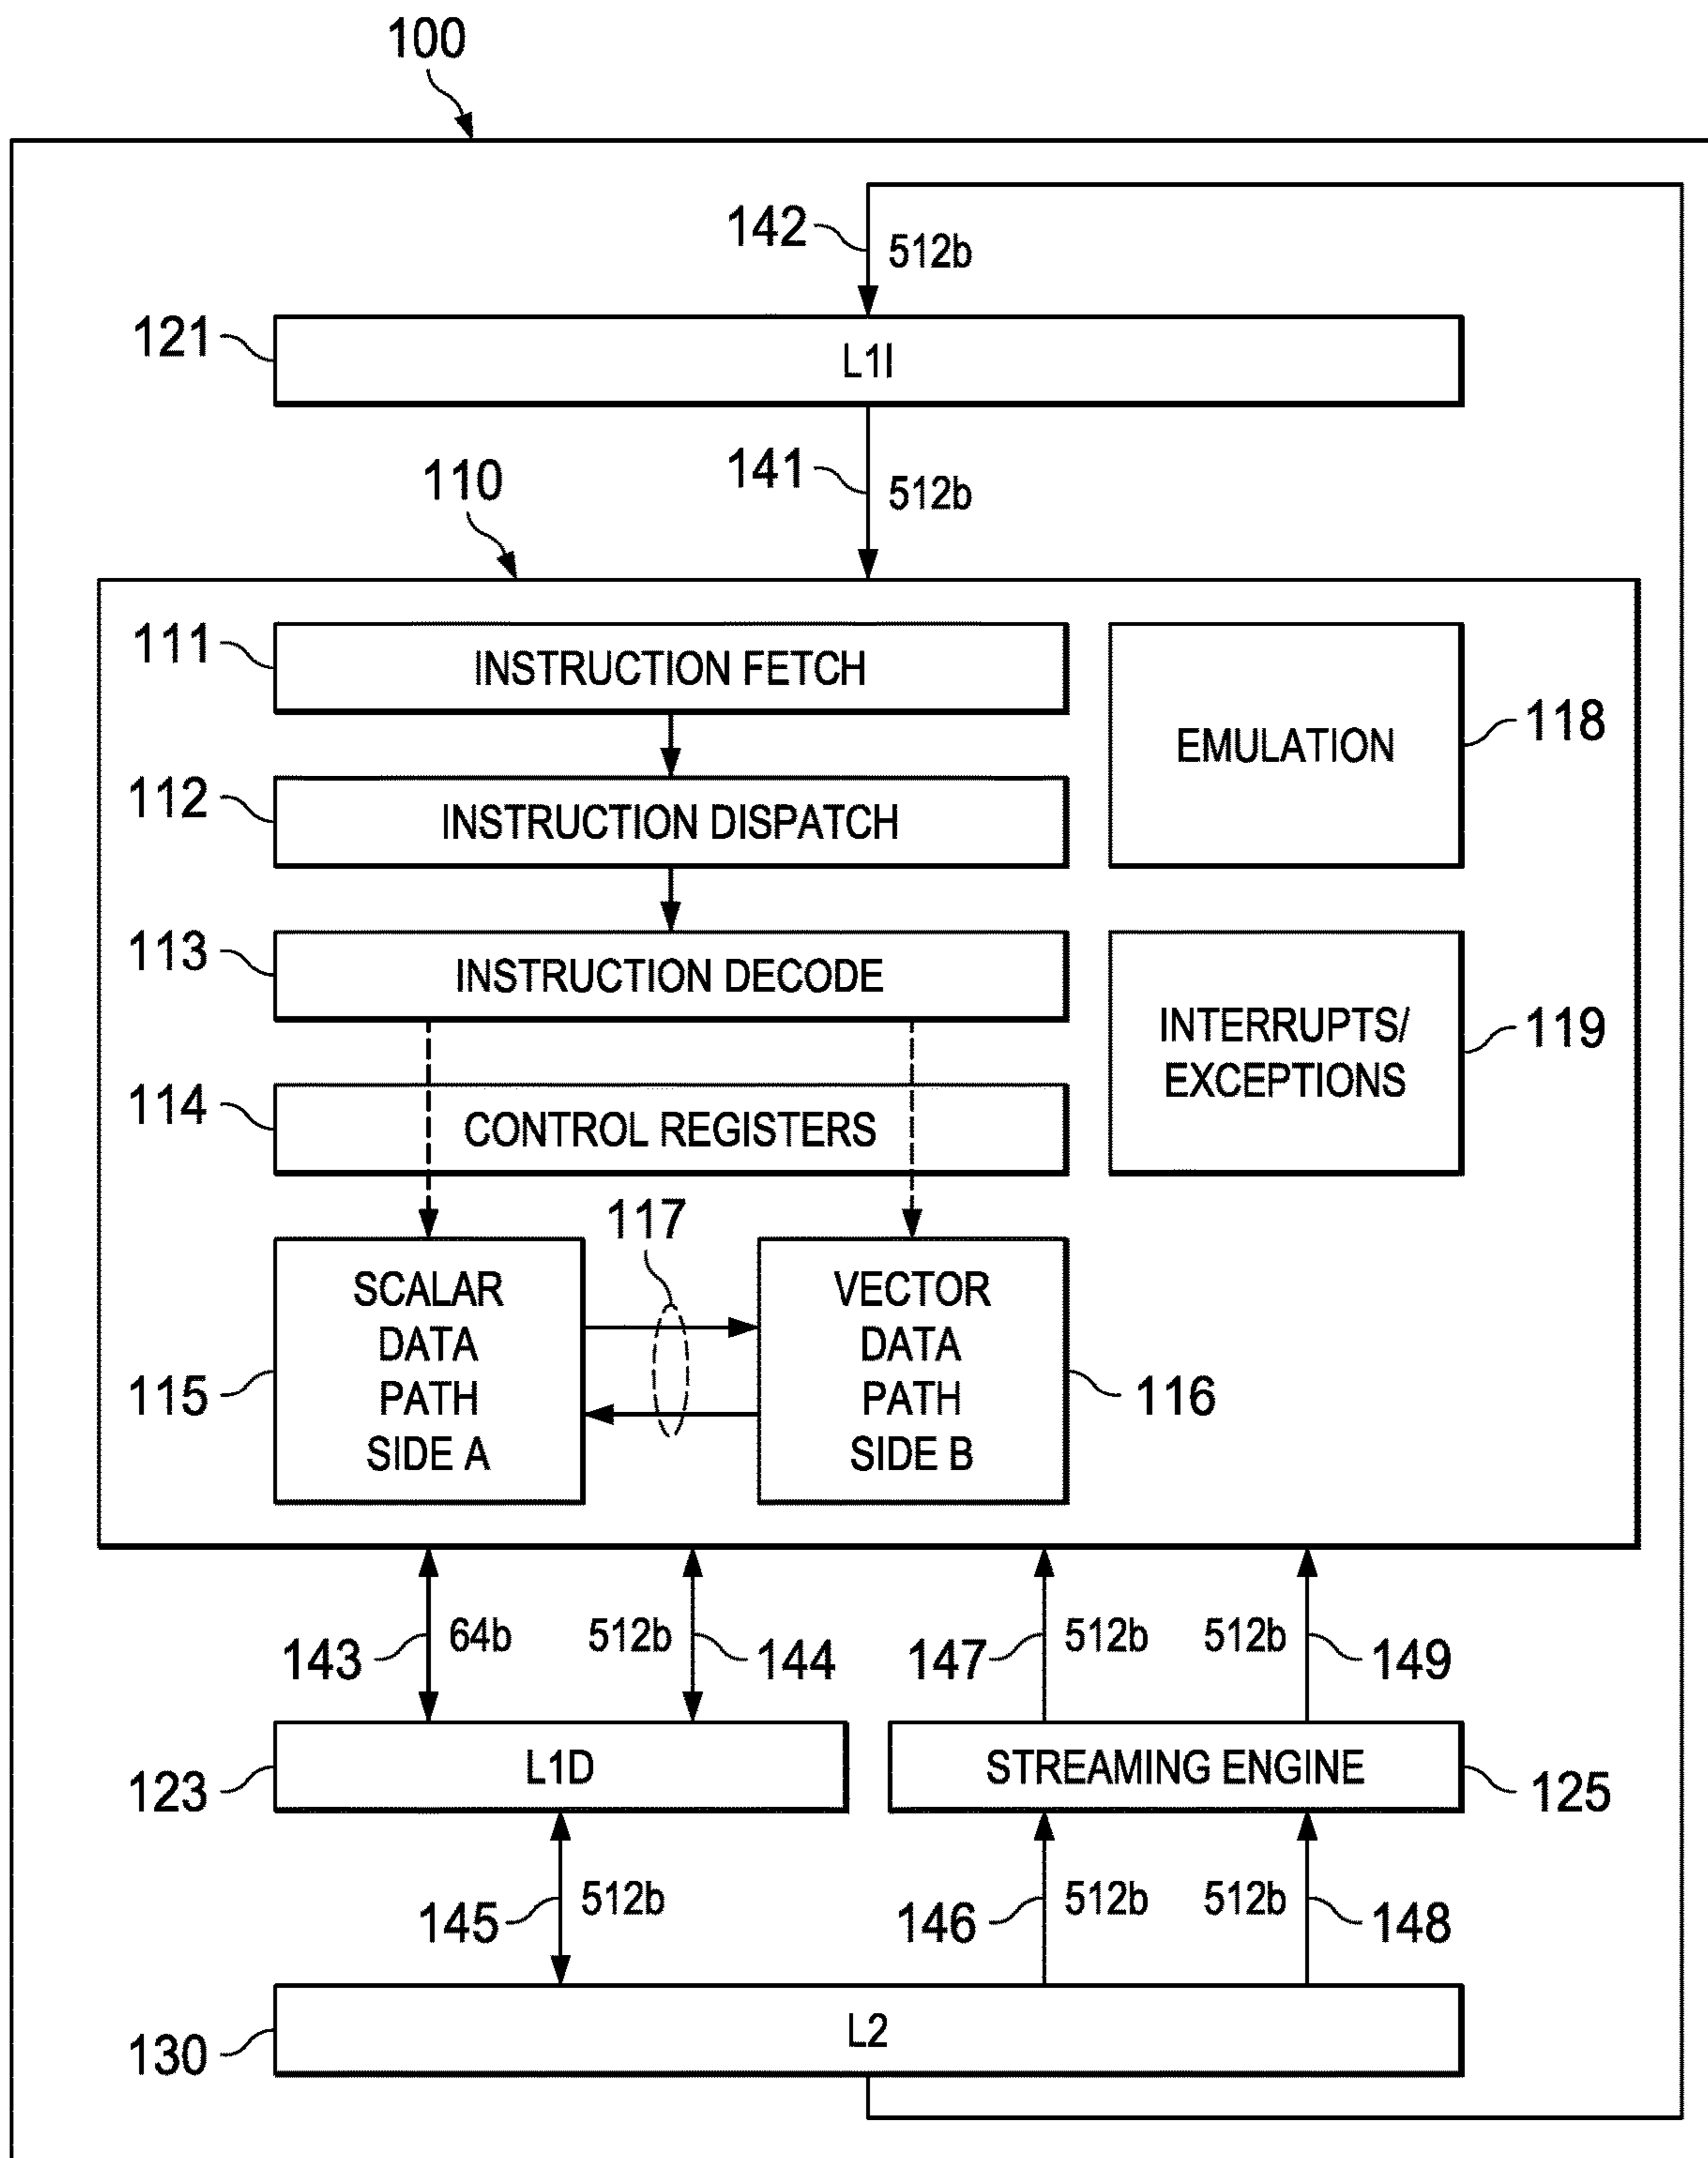 100
142
512b
121
L1I
141
512b
110
111
INSTRUCTION FETCH
118
EMULATION
112
INSTRUCTION DISPATCH
113
INSTRUCTION DECODE
119
INTERRUPTS/
EXCEPTIONS
114
CONTROL REGISTERS
117
SCALAR
DATA
PATH
SIDE A
VECTOR
DATA
PATH
SIDE B
115
116
143
64b
512b
144
147
512b
512b
149
123
L1D
STREAMING ENGINE
125
145
512b
146
512b
512b
148
130
L2